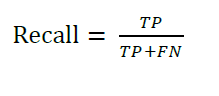 Recall = TP / TP+FN